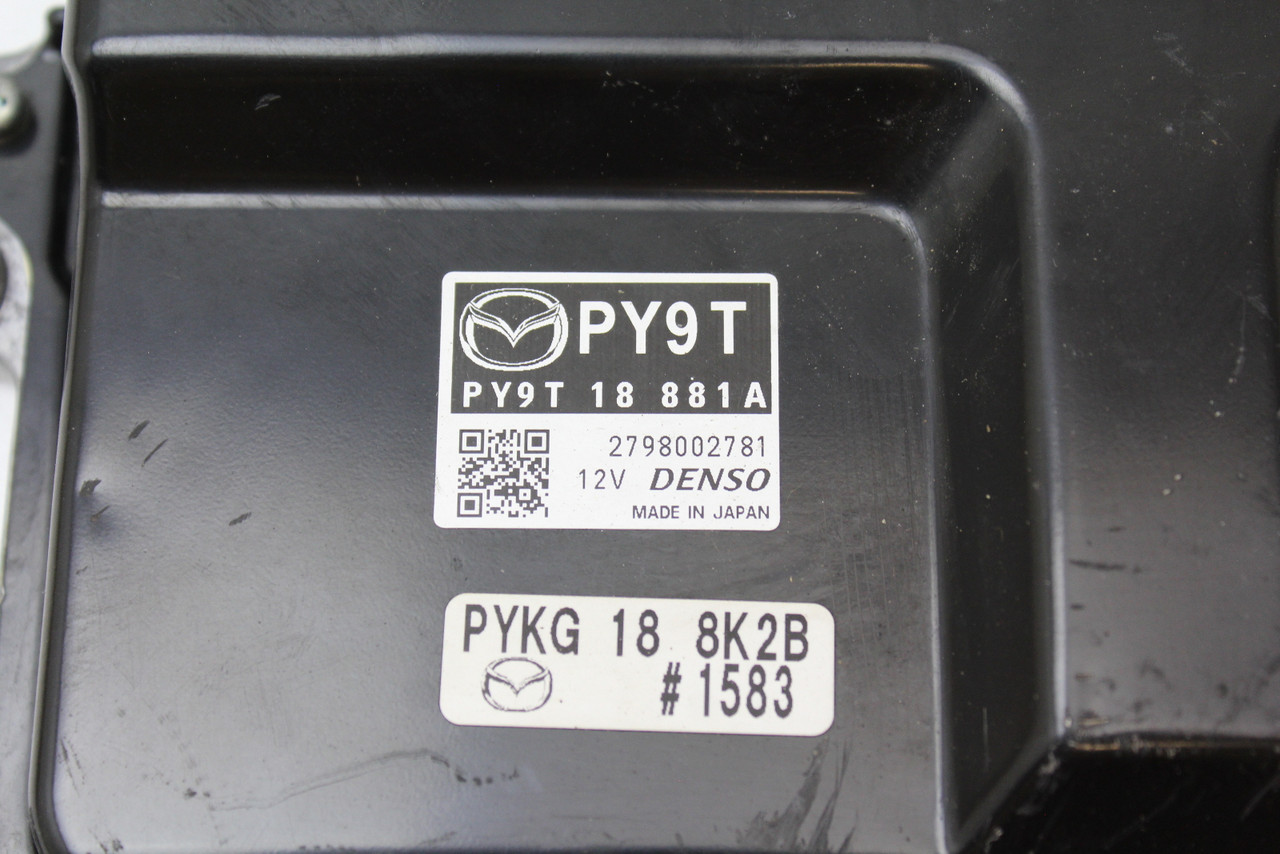 PY9T
PY9T 18 881A
2798002781
12V DENSO
MADE IN JAPAN
PYKG 18 8K2B
#1583